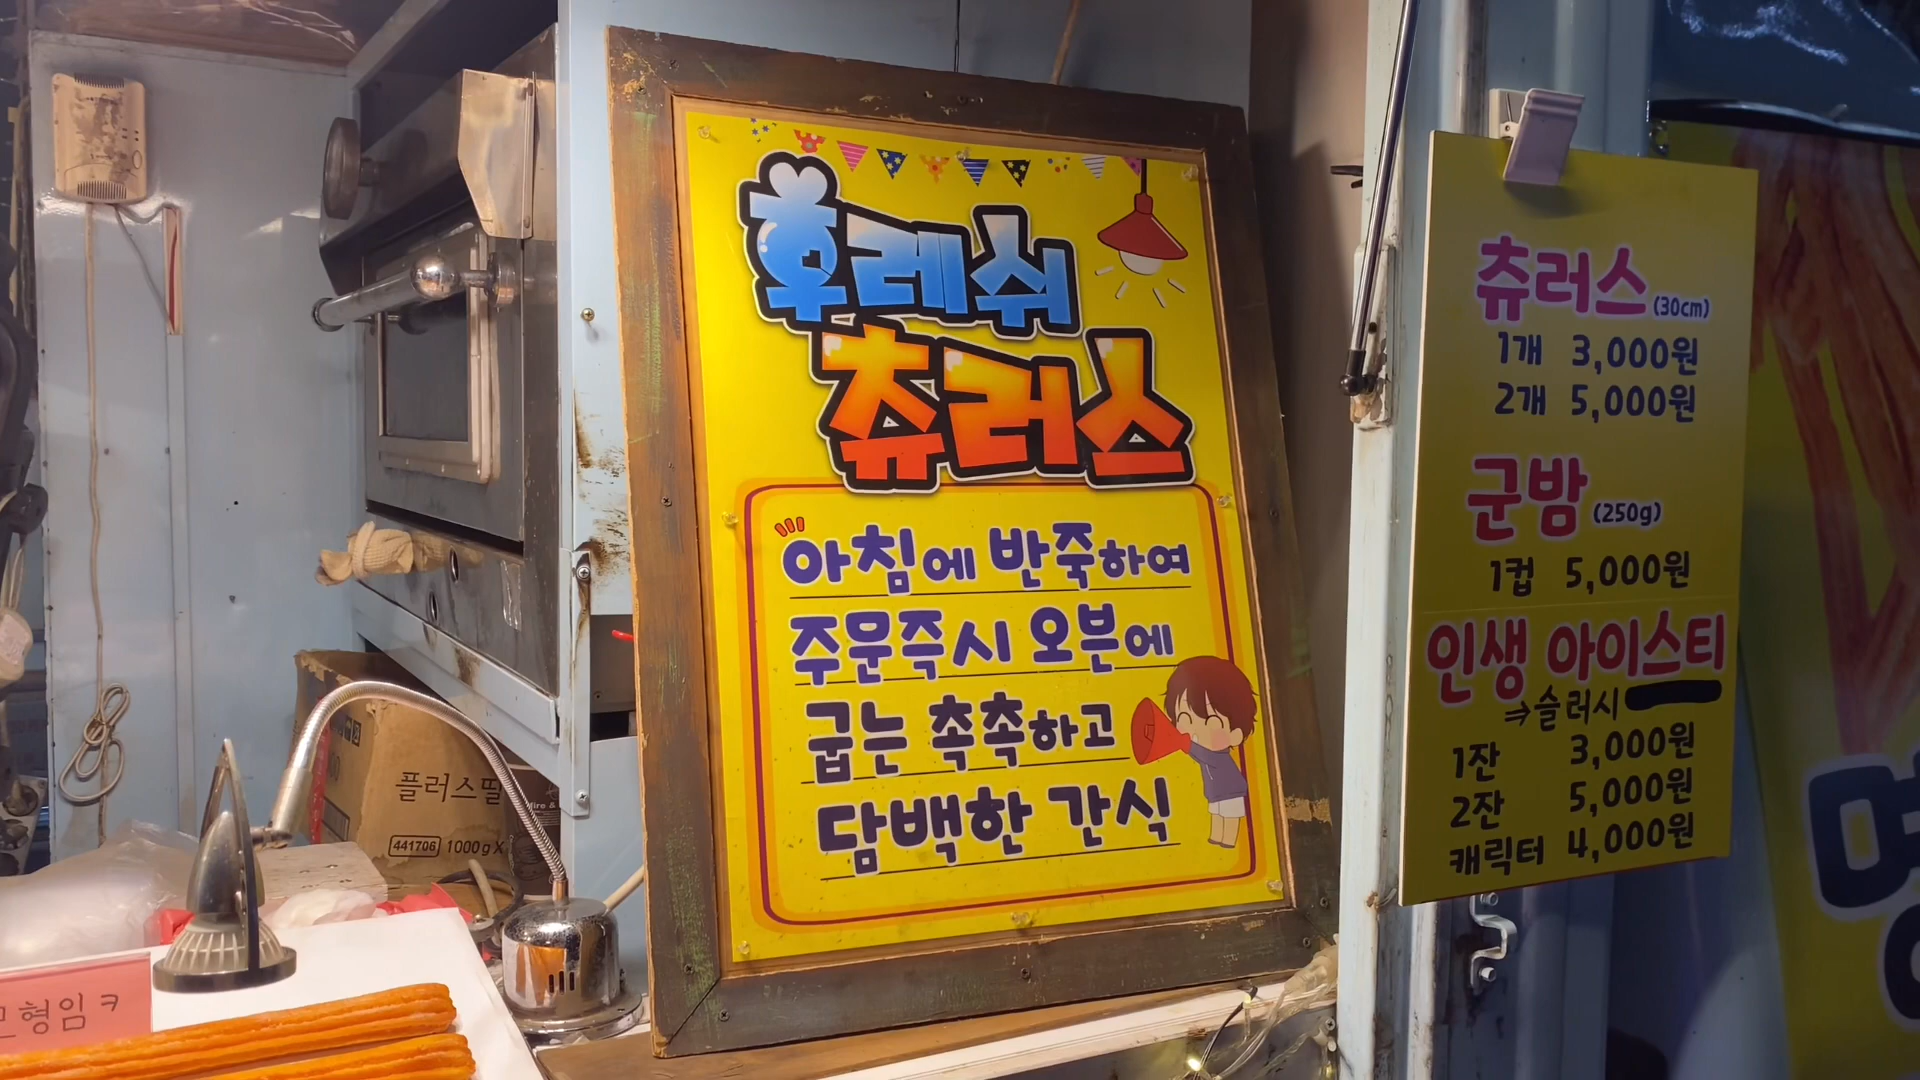 후레쉬
츄러스
아침에 반죽하여
주문즉시 오븐에
굽는 촉촉하고
담백한 간식
츄러스 (30cm)
1개 3,000원
2개 5,000원
군밤 (250g)
1컵 5,000원
인생 아이스티
⇒슬러시
1잔 3,000원
2잔 5,000원
캐릭터 4,000원
플러스딸
441706 1000g X
모형임ㅋ